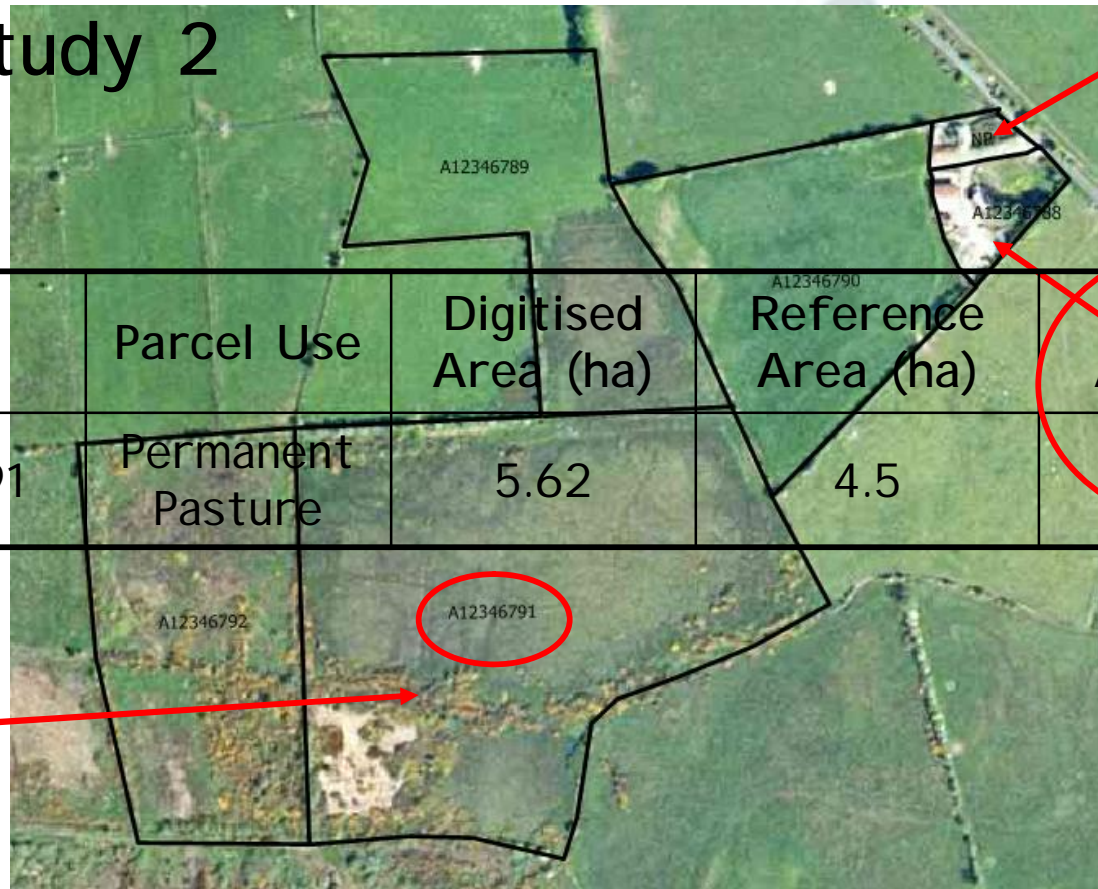 tudy 2
A12346789
NP
A12346788
A12346790
Parcel Use
Digitised
Area (ha)
Reference
Area (ha)
91
Permanent
Pasture
5.62
4.5
A12346792
A12346791